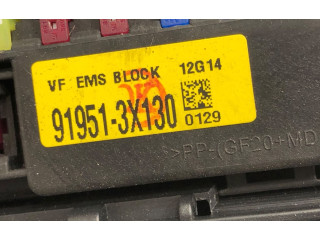 VF EMS BLOCK 12G14
91951-3X130
0129
>PP-(GF20+MD